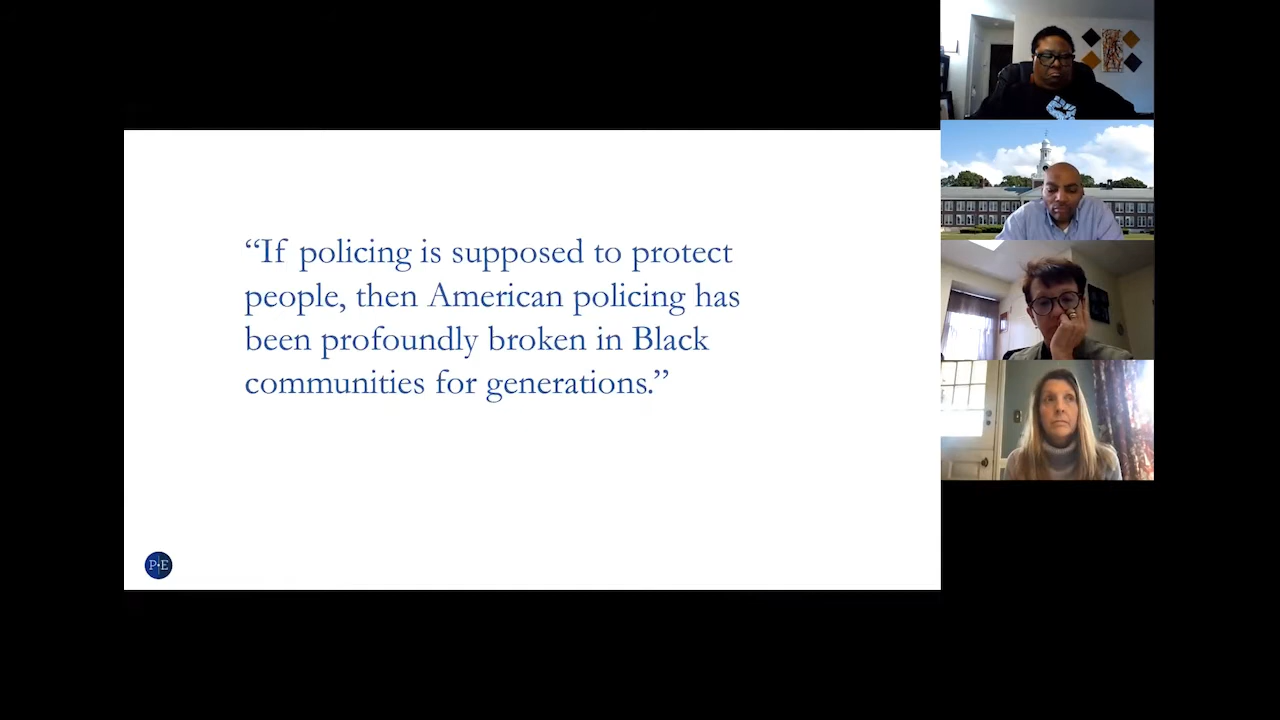 “If policing is supposed to protect
people, then American policing has
been profoundly broken in Black
communities for generations.”
P•E